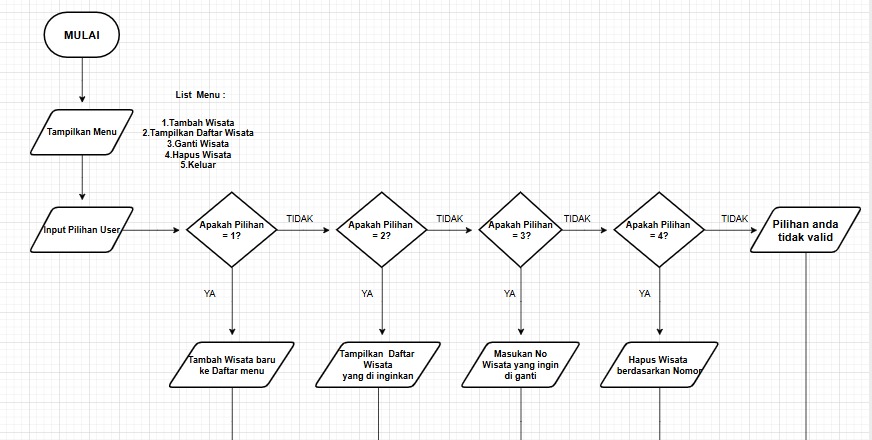 MULAI
List Menu :
Tampilkan Menu
1.Tambah Wisata
2.Tampilkan Daftar Wisata
3.Ganti Wisata
4.Hapus Wisata
5.Keluar
Input Pilihan User
Apakah Pilihan
= 1?
TIDAK
Apakah Pilihan
= 2?
TIDAK
Apakah Pilihan
= 3?
TIDAK
Apakah Pilihan
= 4?
TIDAK
Pilihan anda
tidak valid
YA
YA
YA
YA
Tambah Wisata baru
ke Daftar menu
Tampilkan Daftar
Wisata
yang di inginkan
Masukan No
Wisata yang ingin
di ganti
Hapus Wisata
berdasarkan Nomor